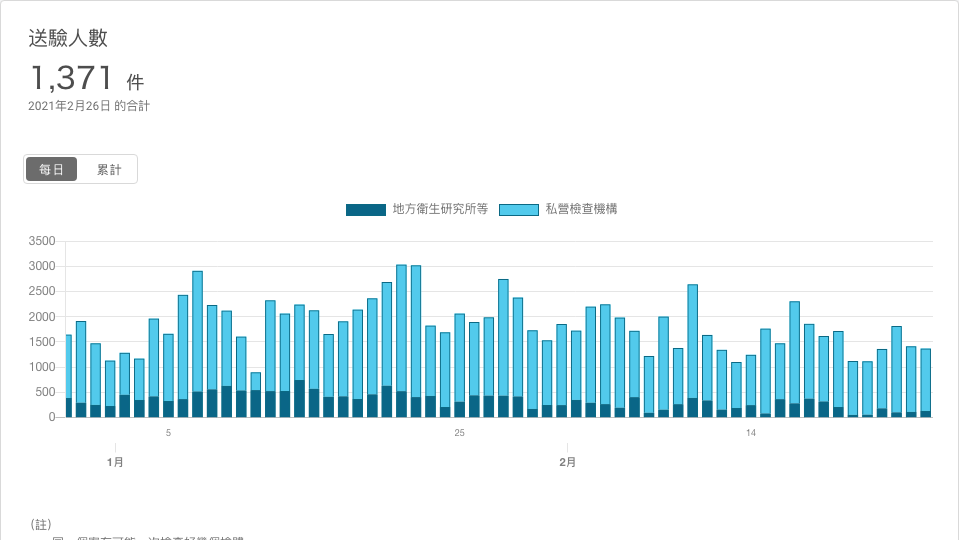 送驗人數
1,371 件
2021年2月26日 的合計
每日 累計
地方衛生研究所等 私營檢查機構
3500
3000
2500
2000
1500
1000
500
0
5 25 14
1月 2月
(註)